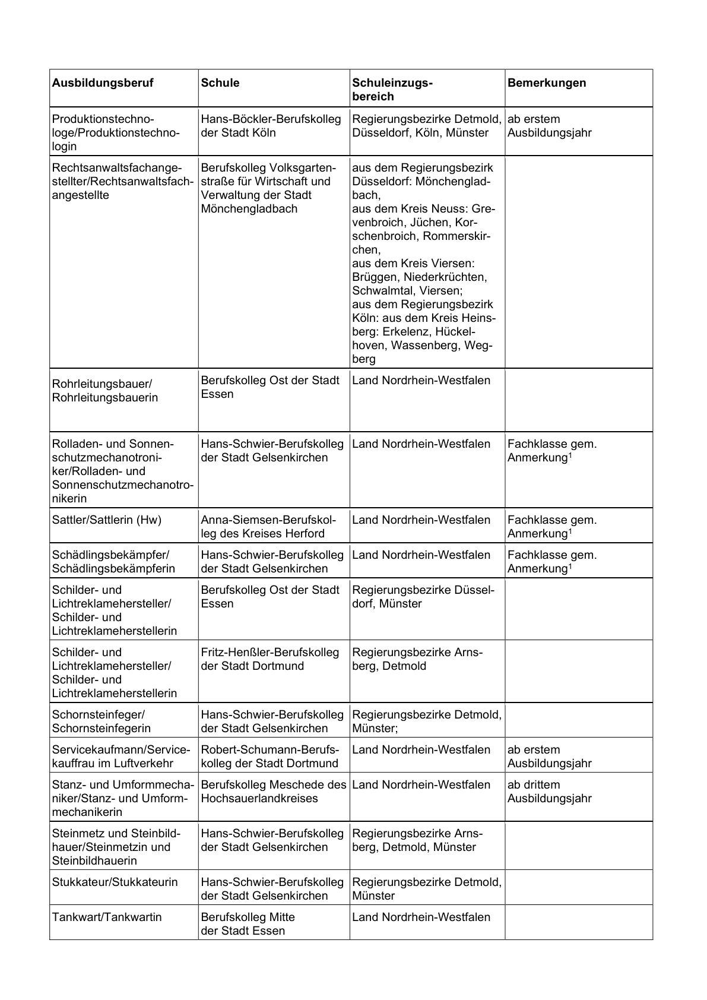 Ausbildungsberuf
Schule
Schuleinzugs-
bereich
Bemerkungen
Produktionstechno-
loge/Produktionstechno-
login
Hans-Böckler-Berufskolleg
der Stadt Köln
Regierungsbezirke Detmold,
Düsseldorf, Köln, Münster
ab erstem
Ausbildungsjahr
Rechtsanwaltsfachange-
stellter/Rechtsanwaltsfach-
angestellte
Berufskolleg Volksgarten-
straße für Wirtschaft und
Verwaltung der Stadt
Mönchengladbach
aus dem Regierungsbezirk
Düsseldorf: Mönchenglad-
bach,
aus dem Kreis Neuss: Gre-
venbroich, Jüchen, Kor-
schenbroich, Rommerskir-
chen,
aus dem Kreis Viersen:
Brüggen, Niederkrüchten,
Schwalmtal, Viersen;
aus dem Regierungsbezirk
Köln: aus dem Kreis Heins-
berg: Erkelenz, Hückel-
hoven, Wassenberg, Weg-
berg
Rohrleitungsbauer/
Rohrleitungsbauerin
Berufskolleg Ost der Stadt
Essen
Land Nordrhein-Westfalen
Rolladen- und Sonnen-
schutzmechanotroni-
ker/Rolladen- und
Sonnenschutzmechanotro-
nikerin
Hans-Schwier-Berufskolleg
der Stadt Gelsenkirchen
Land Nordrhein-Westfalen
Fachklasse gem.
Anmerkung¹
Sattler/Sattlerin (Hw)
Anna-Siemsen-Berufskol-
leg des Kreises Herford
Land Nordrhein-Westfalen
Fachklasse gem.
Anmerkung¹
Schädlingsbekämpfer/
Schädlingsbekämpferin
Hans-Schwier-Berufskolleg
der Stadt Gelsenkirchen
Land Nordrhein-Westfalen
Fachklasse gem.
Anmerkung¹
Schilder- und
Lichtreklamehersteller/
Schilder- und
Lichtreklameherstellerin
Berufskolleg Ost der Stadt
Essen
Regierungsbezirke Düssel-
dorf, Münster
Schilder- und
Lichtreklamehersteller/
Schilder- und
Lichtreklameherstellerin
Fritz-Henßler-Berufskolleg
der Stadt Dortmund
Regierungsbezirke Arns-
berg, Detmold
Schornsteinfeger/
Schornsteinfegerin
Hans-Schwier-Berufskolleg
der Stadt Gelsenkirchen
Regierungsbezirke Detmold,
Münster;
Servicekaufmann/Service-
kauffrau im Luftverkehr
Robert-Schumann-Berufs-
kolleg der Stadt Dortmund
Land Nordrhein-Westfalen
ab erstem
Ausbildungsjahr
Stanz- und Umformmecha-
niker/Stanz- und Umform-
mechanikerin
Berufskolleg Meschede des
Hochsauerlandkreises
Land Nordrhein-Westfalen
ab drittem
Ausbildungsjahr
Steinmetz und Steinbild-
hauer/Steinmetzin und
Steinbildhauerin
Hans-Schwier-Berufskolleg
der Stadt Gelsenkirchen
Regierungsbezirke Arns-
berg, Detmold, Münster
Stukkateur/Stukkateurin
Hans-Schwier-Berufskolleg
der Stadt Gelsenkirchen
Regierungsbezirke Detmold,
Münster
Tankwart/Tankwartin
Berufskolleg Mitte
der Stadt Essen
Land Nordrhein-Westfalen